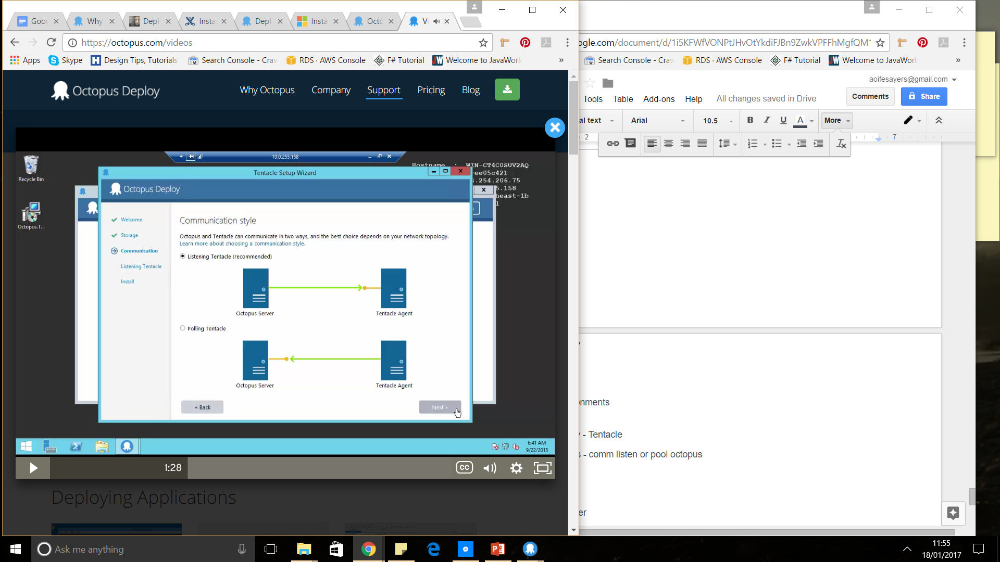 Goo
Why
Depl
Insta
Depl
Insta
Octo
Vi
https://octopus.com/videos
ogle.com/document/d/1i5KFWfVONPtJHvOtYkdiFJBn9ZwkVPFFhMgfQM
Apps Skype Design Tips, Tutorials Search Console - Craw RDS · AWS Console F# Tutorial Welcome to JavaWorl »
Search Console - Craw RDS · AWS Console F# Tutorial Welcome to JavaWorl »
Octopus Deploy
Why Octopus Company Support Pricing Blog
aoifesayers@gmail.com
Tools Table Add-ons Help All changes saved in Drive Comments Share
al text Arial 10.5 B I U A More
2 7
10.0.255.158
Recycle Bin
Octopus.T...
Hostname : WIN-CT4C0SUV2AQ
ee05c421
.254.206.75
5.158
heast-1b
Tentacle Setup Wizard
Octopus Deploy
Welcome
Storage
Communication
Listening Tentacle
Install
Communication style
Octopus and Tentacle can communicate in two ways, and the best choice depends on your network topology.
Learn more about choosing a communication style.
Listening Tentacle (recommended)
Octopus Server Tentacle Agent
Polling Tentacle
Octopus Server Tentacle Agent
« Back Next »
6:41 AM
9/22/2015
1:28
CC
Deploying Applications
onments
y - Tentacle
s - comm listen or pool octopus
er
Ask me anything
11:55
18/01/2017